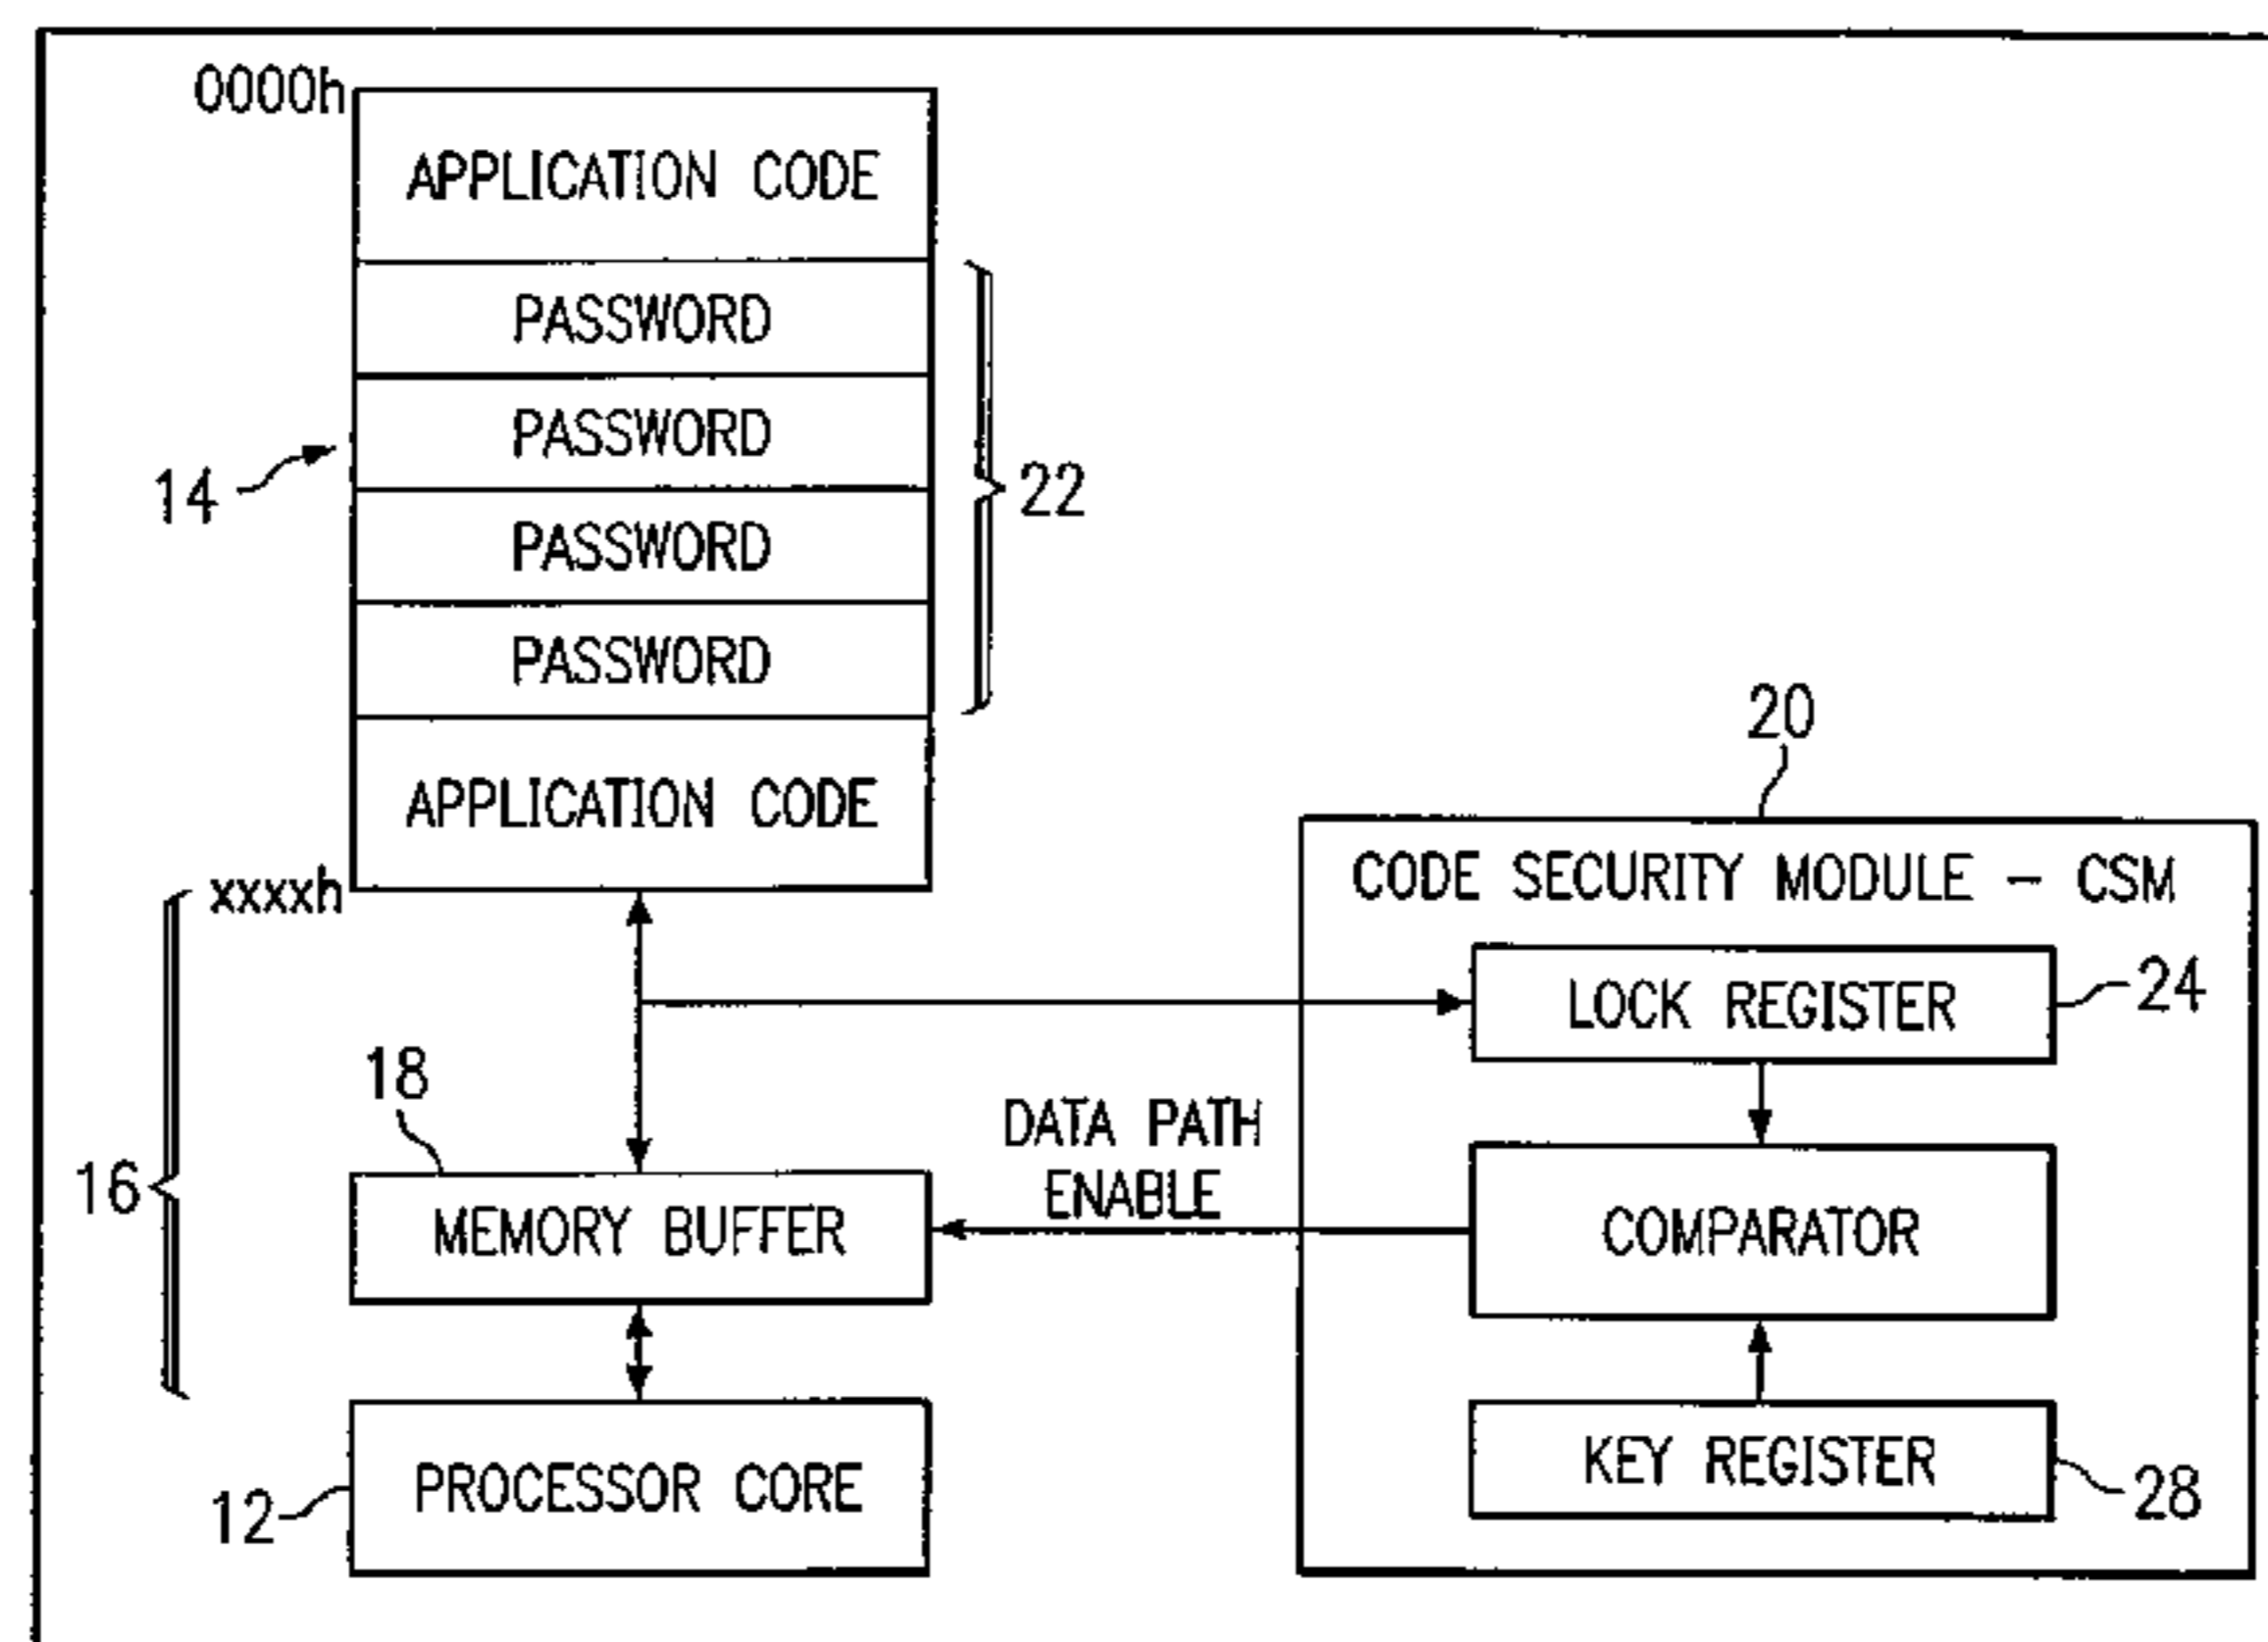 0000h
APPLICATION CODE
PASSWORD
PASSWORD
14
22
PASSWORD
PASSWORD
20
APPLICATION CODE
xxxxh
CODE SECURITY MODULE - CSM
LOCK REGISTER
24
18
DATA PATH
ENABLE
16
MEMORY BUFFER
COMPARATOR
KEY REGISTER
28
PROCESSOR CORE
12